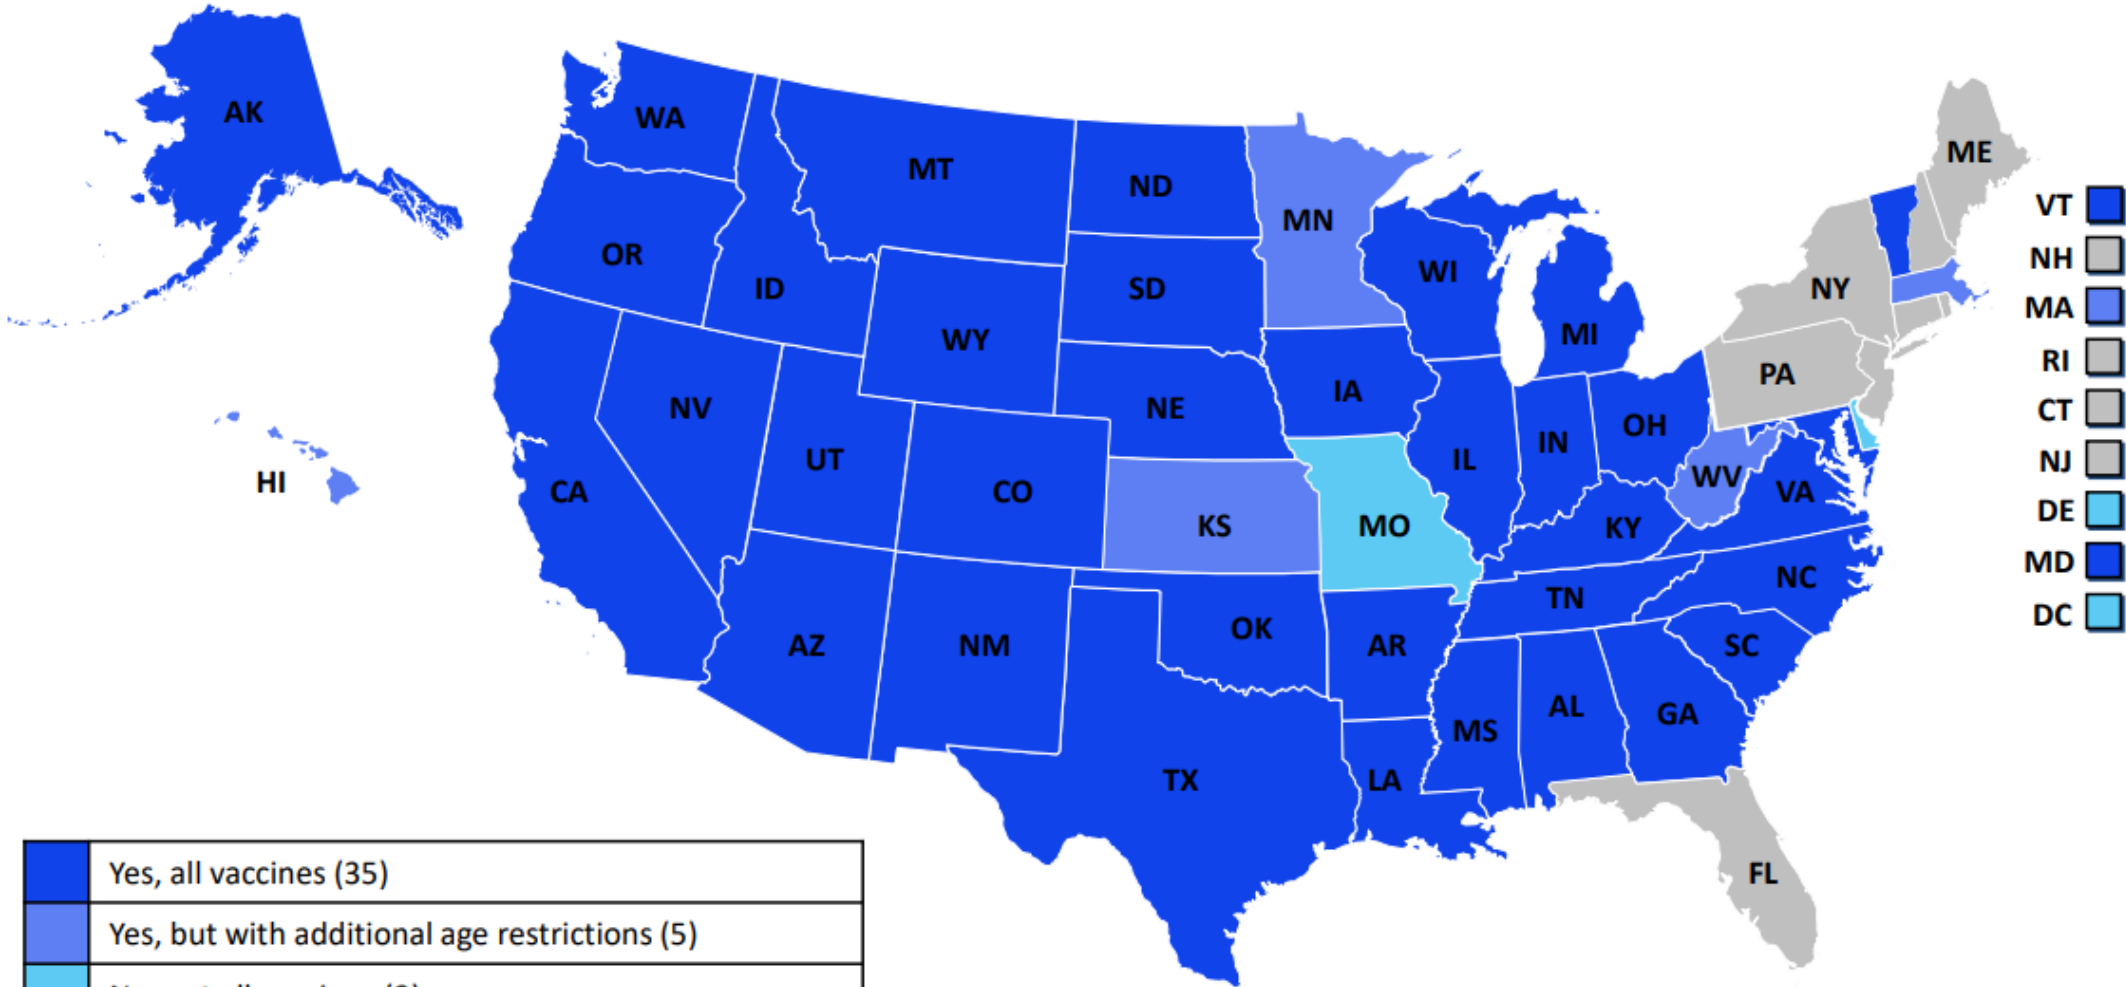 AK
WA
MT
ND
MN
ME
VT
OR
ID
SD
WI
NH
NY
MA
WY
MI
RI
PA
NV
NE
IA
CT
UT
OH
IN
IL
NJ
HI
CA
CO
KS
MO
WV
VA
KY
DE
MD
NC
TN
DC
AZ
NM
OK
AR
SC
MS
AL
GA
TX
LA
FL
Yes, all vaccines (35)
Yes, but with additional age restrictions (5)